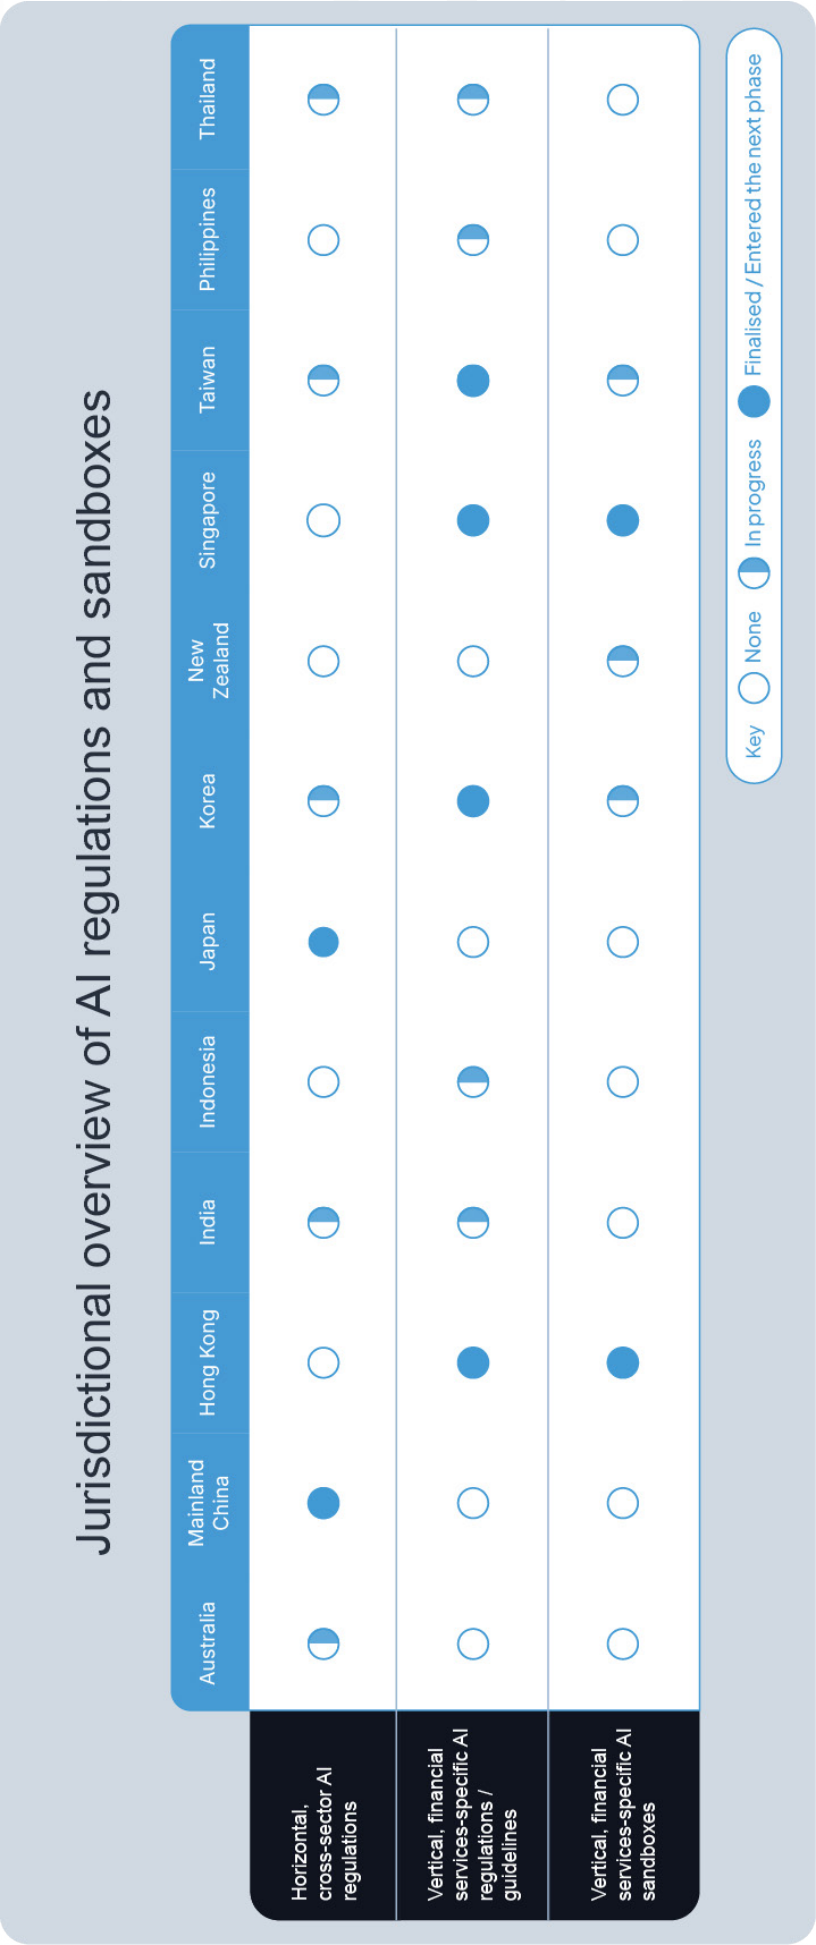 Jurisdictional overview of AI regulations and sandboxes
Australia
Mainland
China
Hong Kong
India
Indonesia
Japan
Korea
New
Zealand
Singapore
Taiwan
Philippines
Thailand
Horizontal,
cross-sector AI
regulations
Vertical, financial
services-specific AI
regulations /
guidelines
Vertical, financial
services-specific AI
sandboxes
Key None In progress Finalised / Entered the next phase